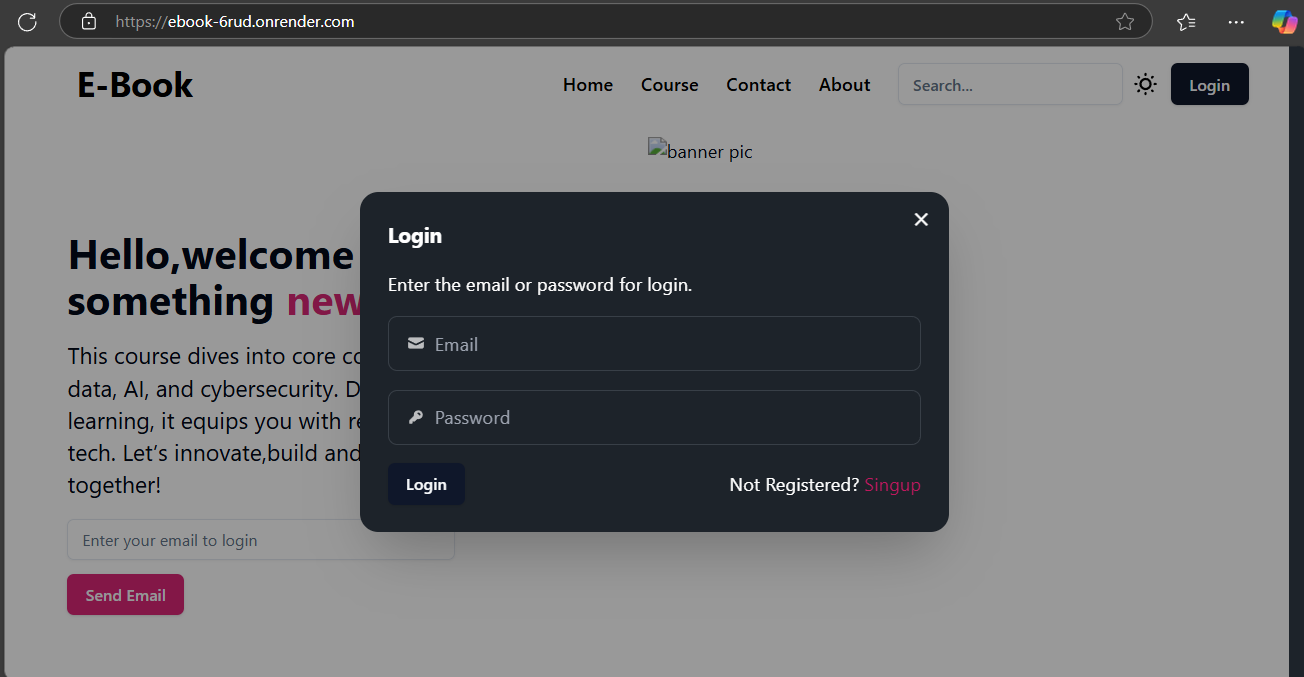 https://ebook-6rud.onrender.com
E-Book
Home Course Contact About Search... Login
banner pic
Hello,welcome
something new
This course dives into core co
data, AI, and cybersecurity. D
learning, it equips you with re
tech. Let’s innovate,build and
together!
Enter your email to login
Send Email
Login
Enter the email or password for login.
Email
Password
Login Not Registered? Singup